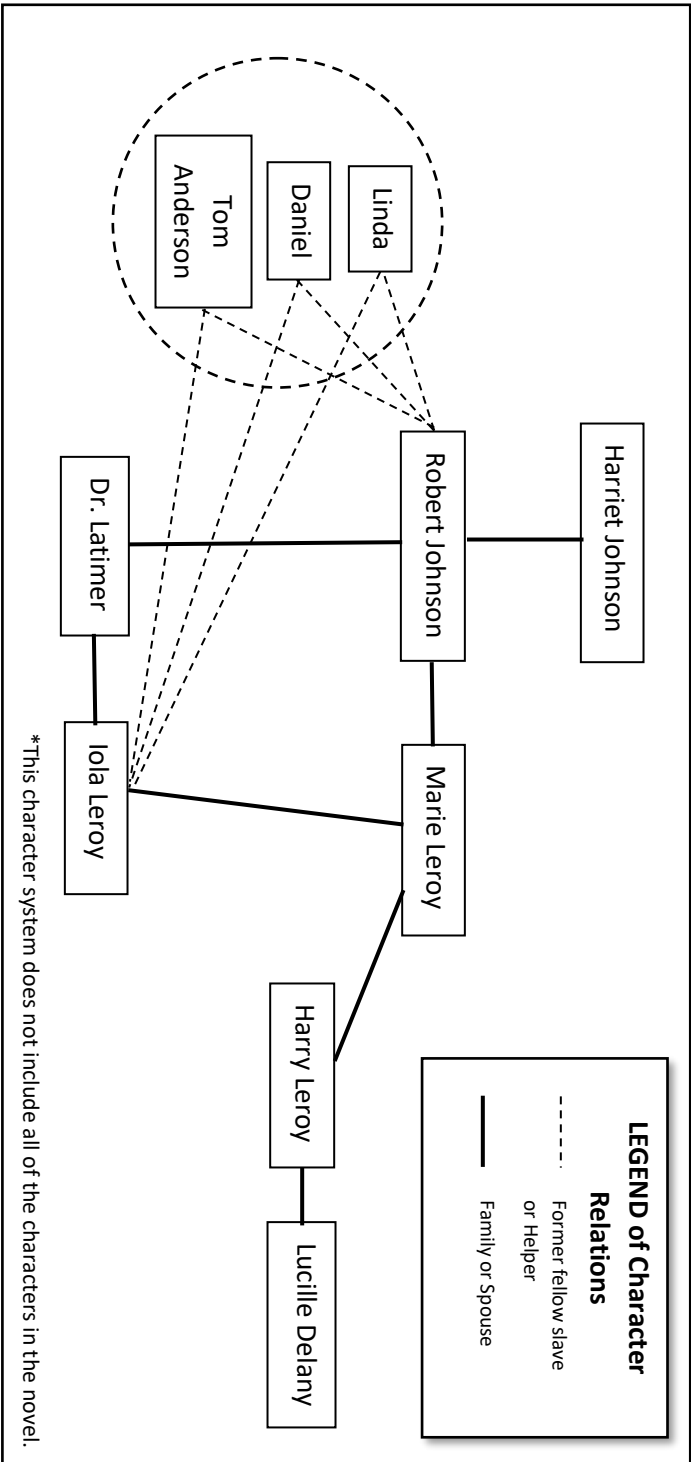 LEGEND of Character
Relations
Former fellow slave
or Helper
Family or Spouse
Harriet Johnson
Linda
Robert Johnson
Marie Leroy
Daniel
Harry Leroy
Lucille Delany
Tom
Anderson
Dr. Latimer
Iola Leroy
*This character system does not include all of the characters in the novel.